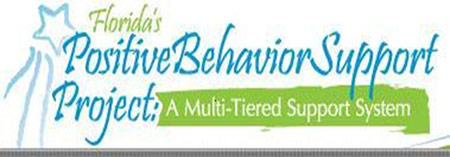 Florida's
PositiveBehaviorSupport
Project: A Multi-Tiered Support System